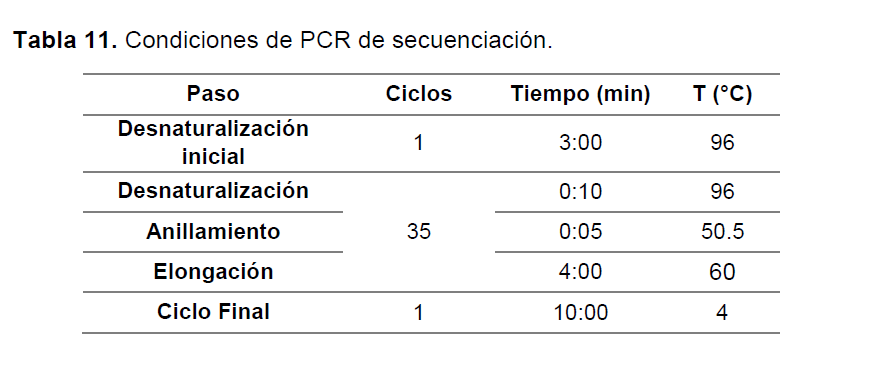 Tabla 11. Condiciones de PCR de secuenciación.
Paso Ciclos Tiempo (min) T (°C)
Desnaturalización
inicial 1 3:00 96
Desnaturalización 0:10 96
Anillamiento 35 0:05 50.5
Elongación 4:00 60
Ciclo Final 1 10:00 4